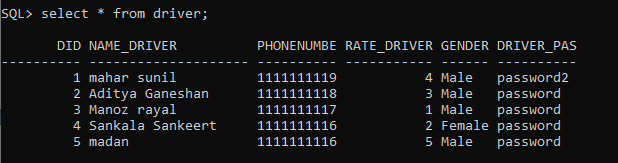 SQL> select * from driver;
DID NAME_DRIVER PHONENUMBE RATE_DRIVER GENDER DRIVER_PAS
---------- -------------------- ---------- ----------- ------ ----------
1 mahar sunil 1111111119 4 Male password2
2 Aditya Ganeshan 1111111118 3 Male password
3 Manoz rayal 1111111117 1 Male password
4 Sankala Sankeert 1111111116 2 Female password
5 madan 1111111116 5 Male password